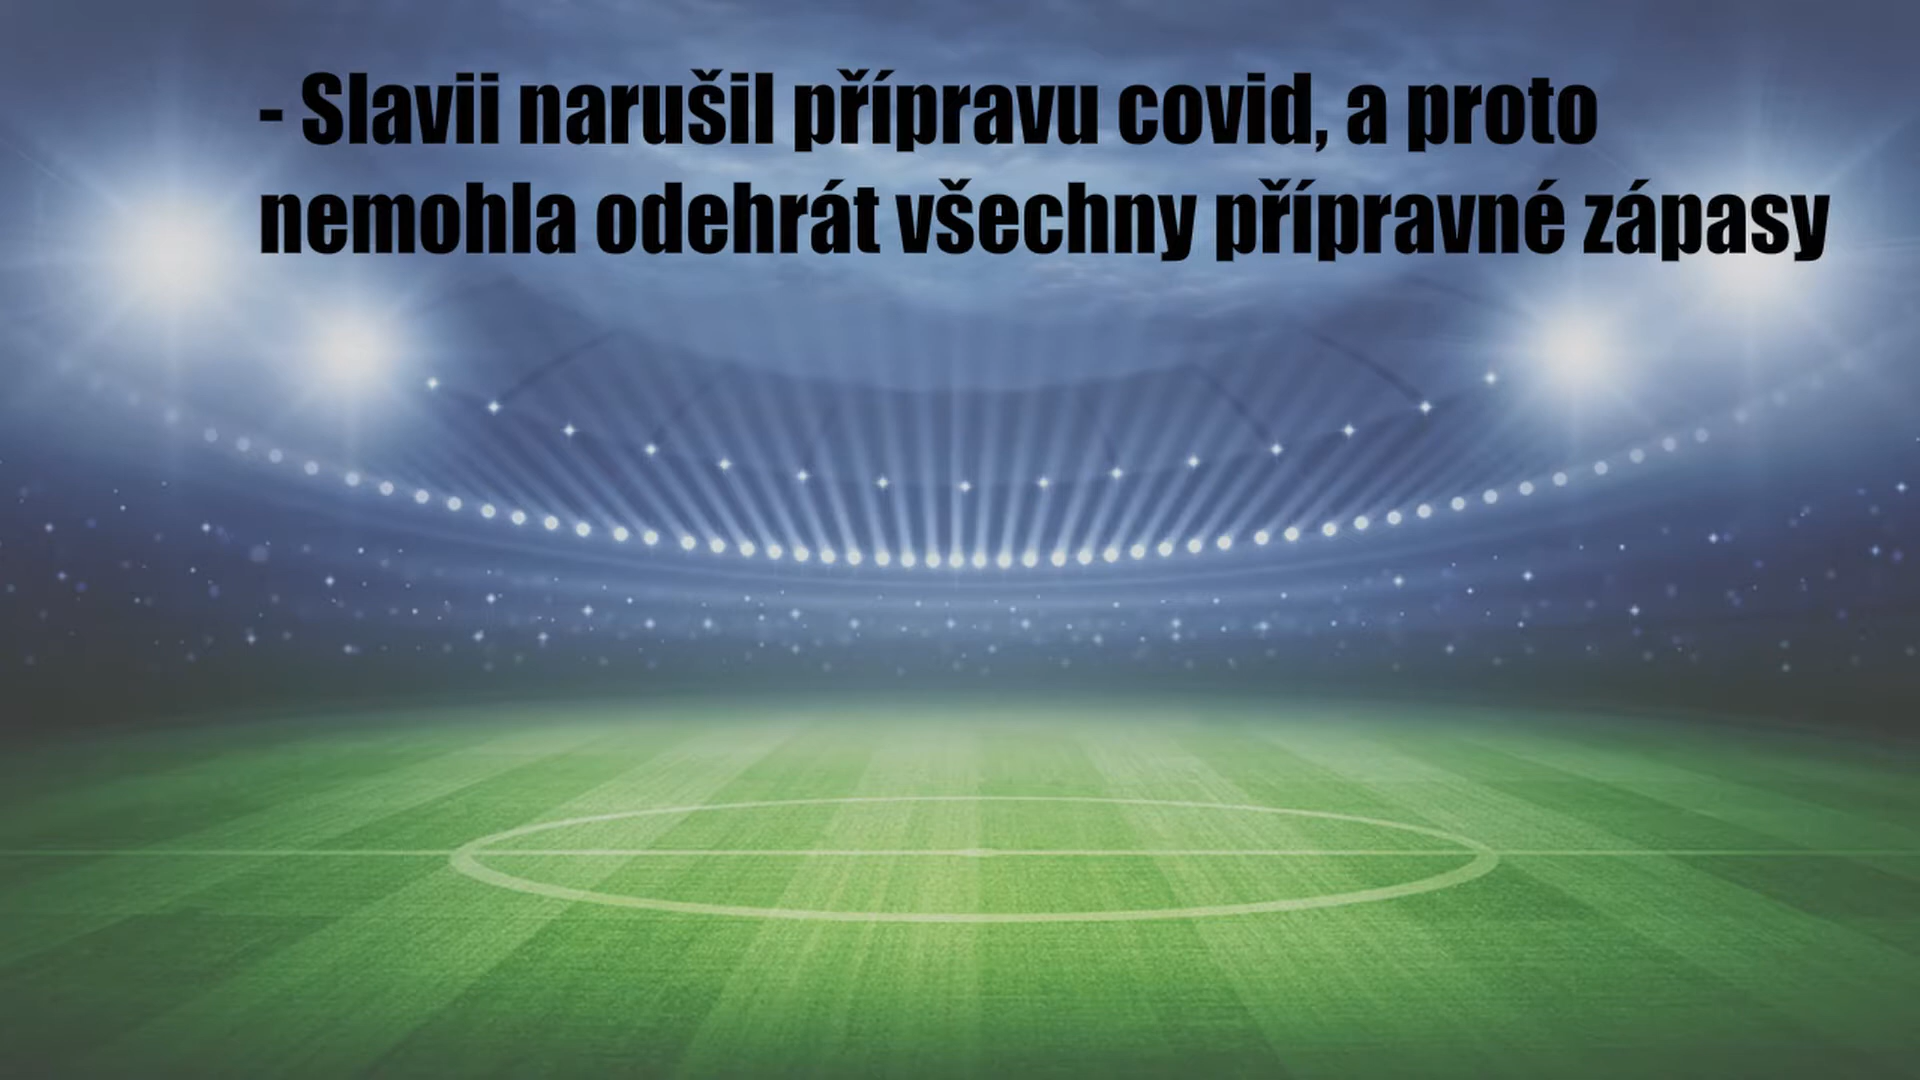 - Slavii narušil přípravu covid, a proto
nemohla odehrát všechny přípravné zápasy